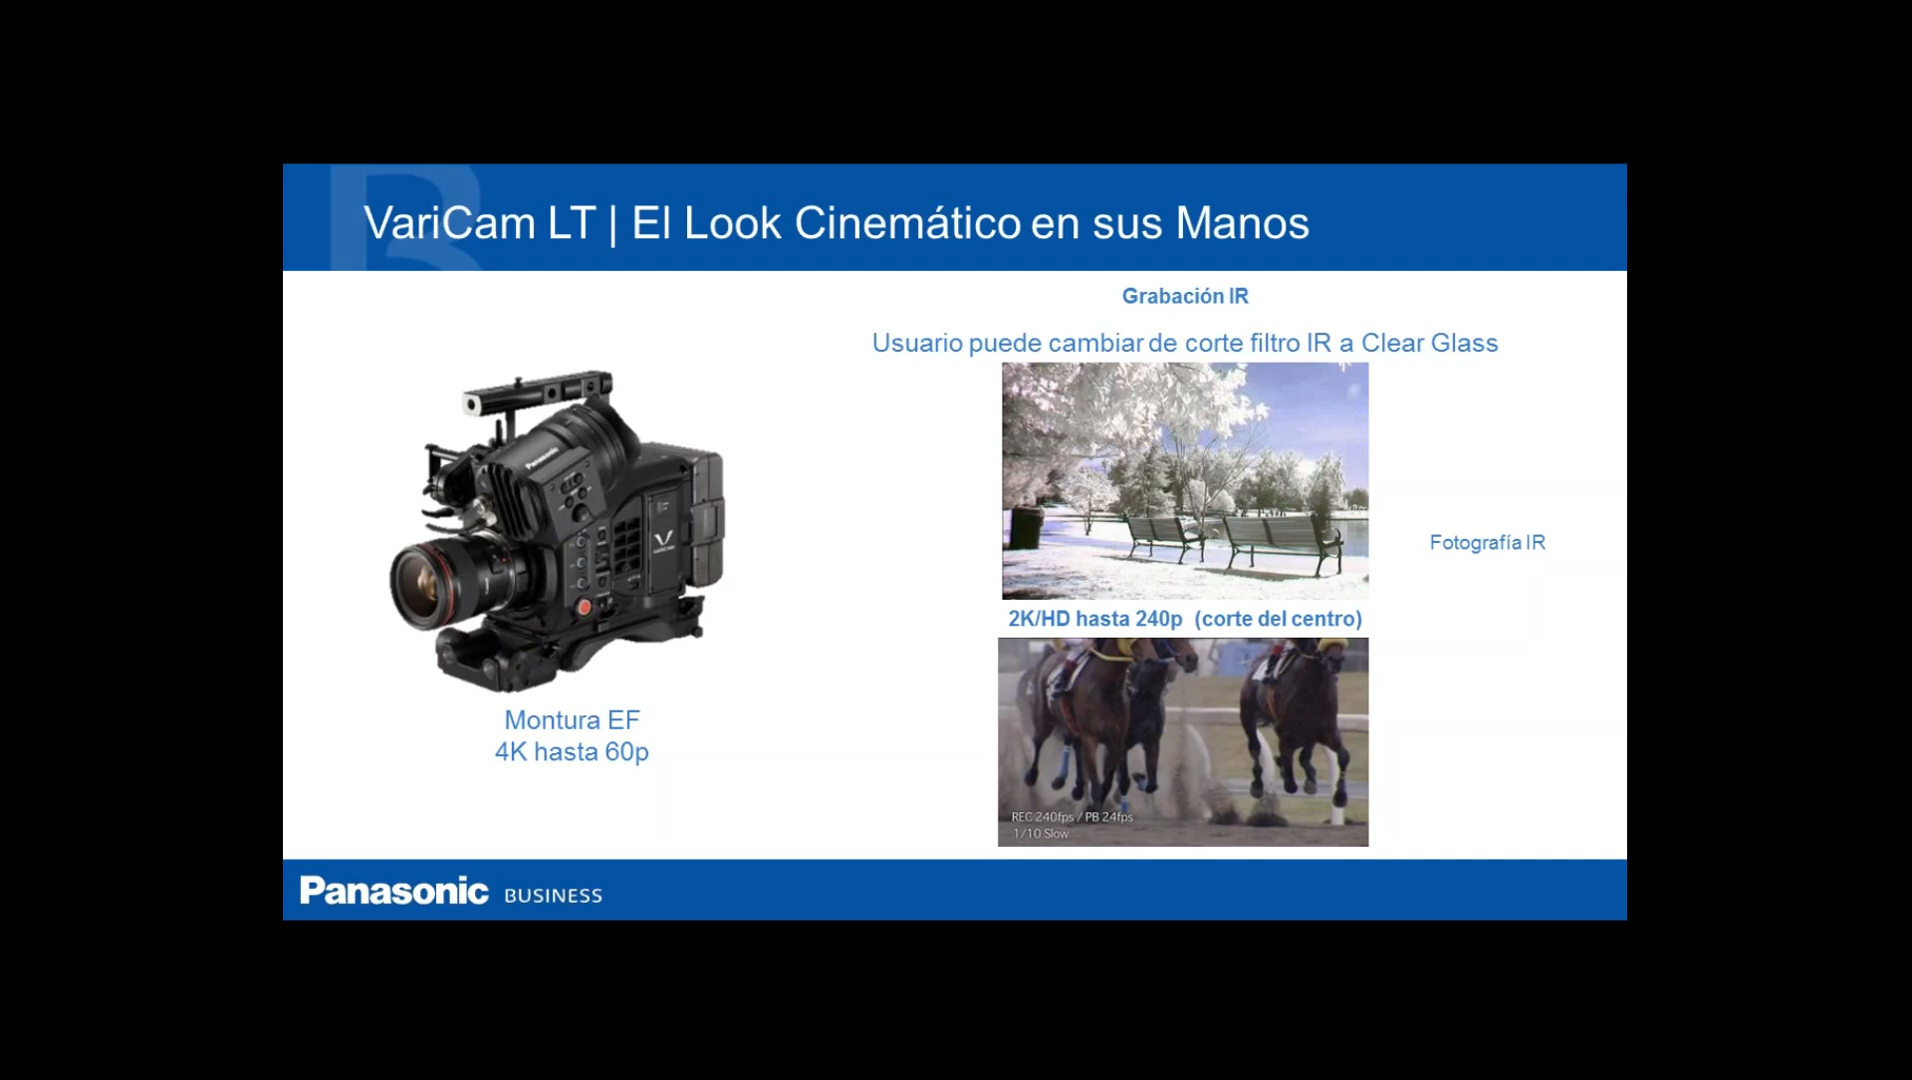 VariCam LT | El Look Cinemático en sus Manos
Grabación IR
Usuario puede cambiar de corte filtro IR a Clear Glass
Panasonic
Fotografía IR
2K/HD hasta 240p (corte del centro)
Montura EF
4K hasta 60p
REC 240fps / PB 24fps
1/10 Slow
Panasonic BUSINESS